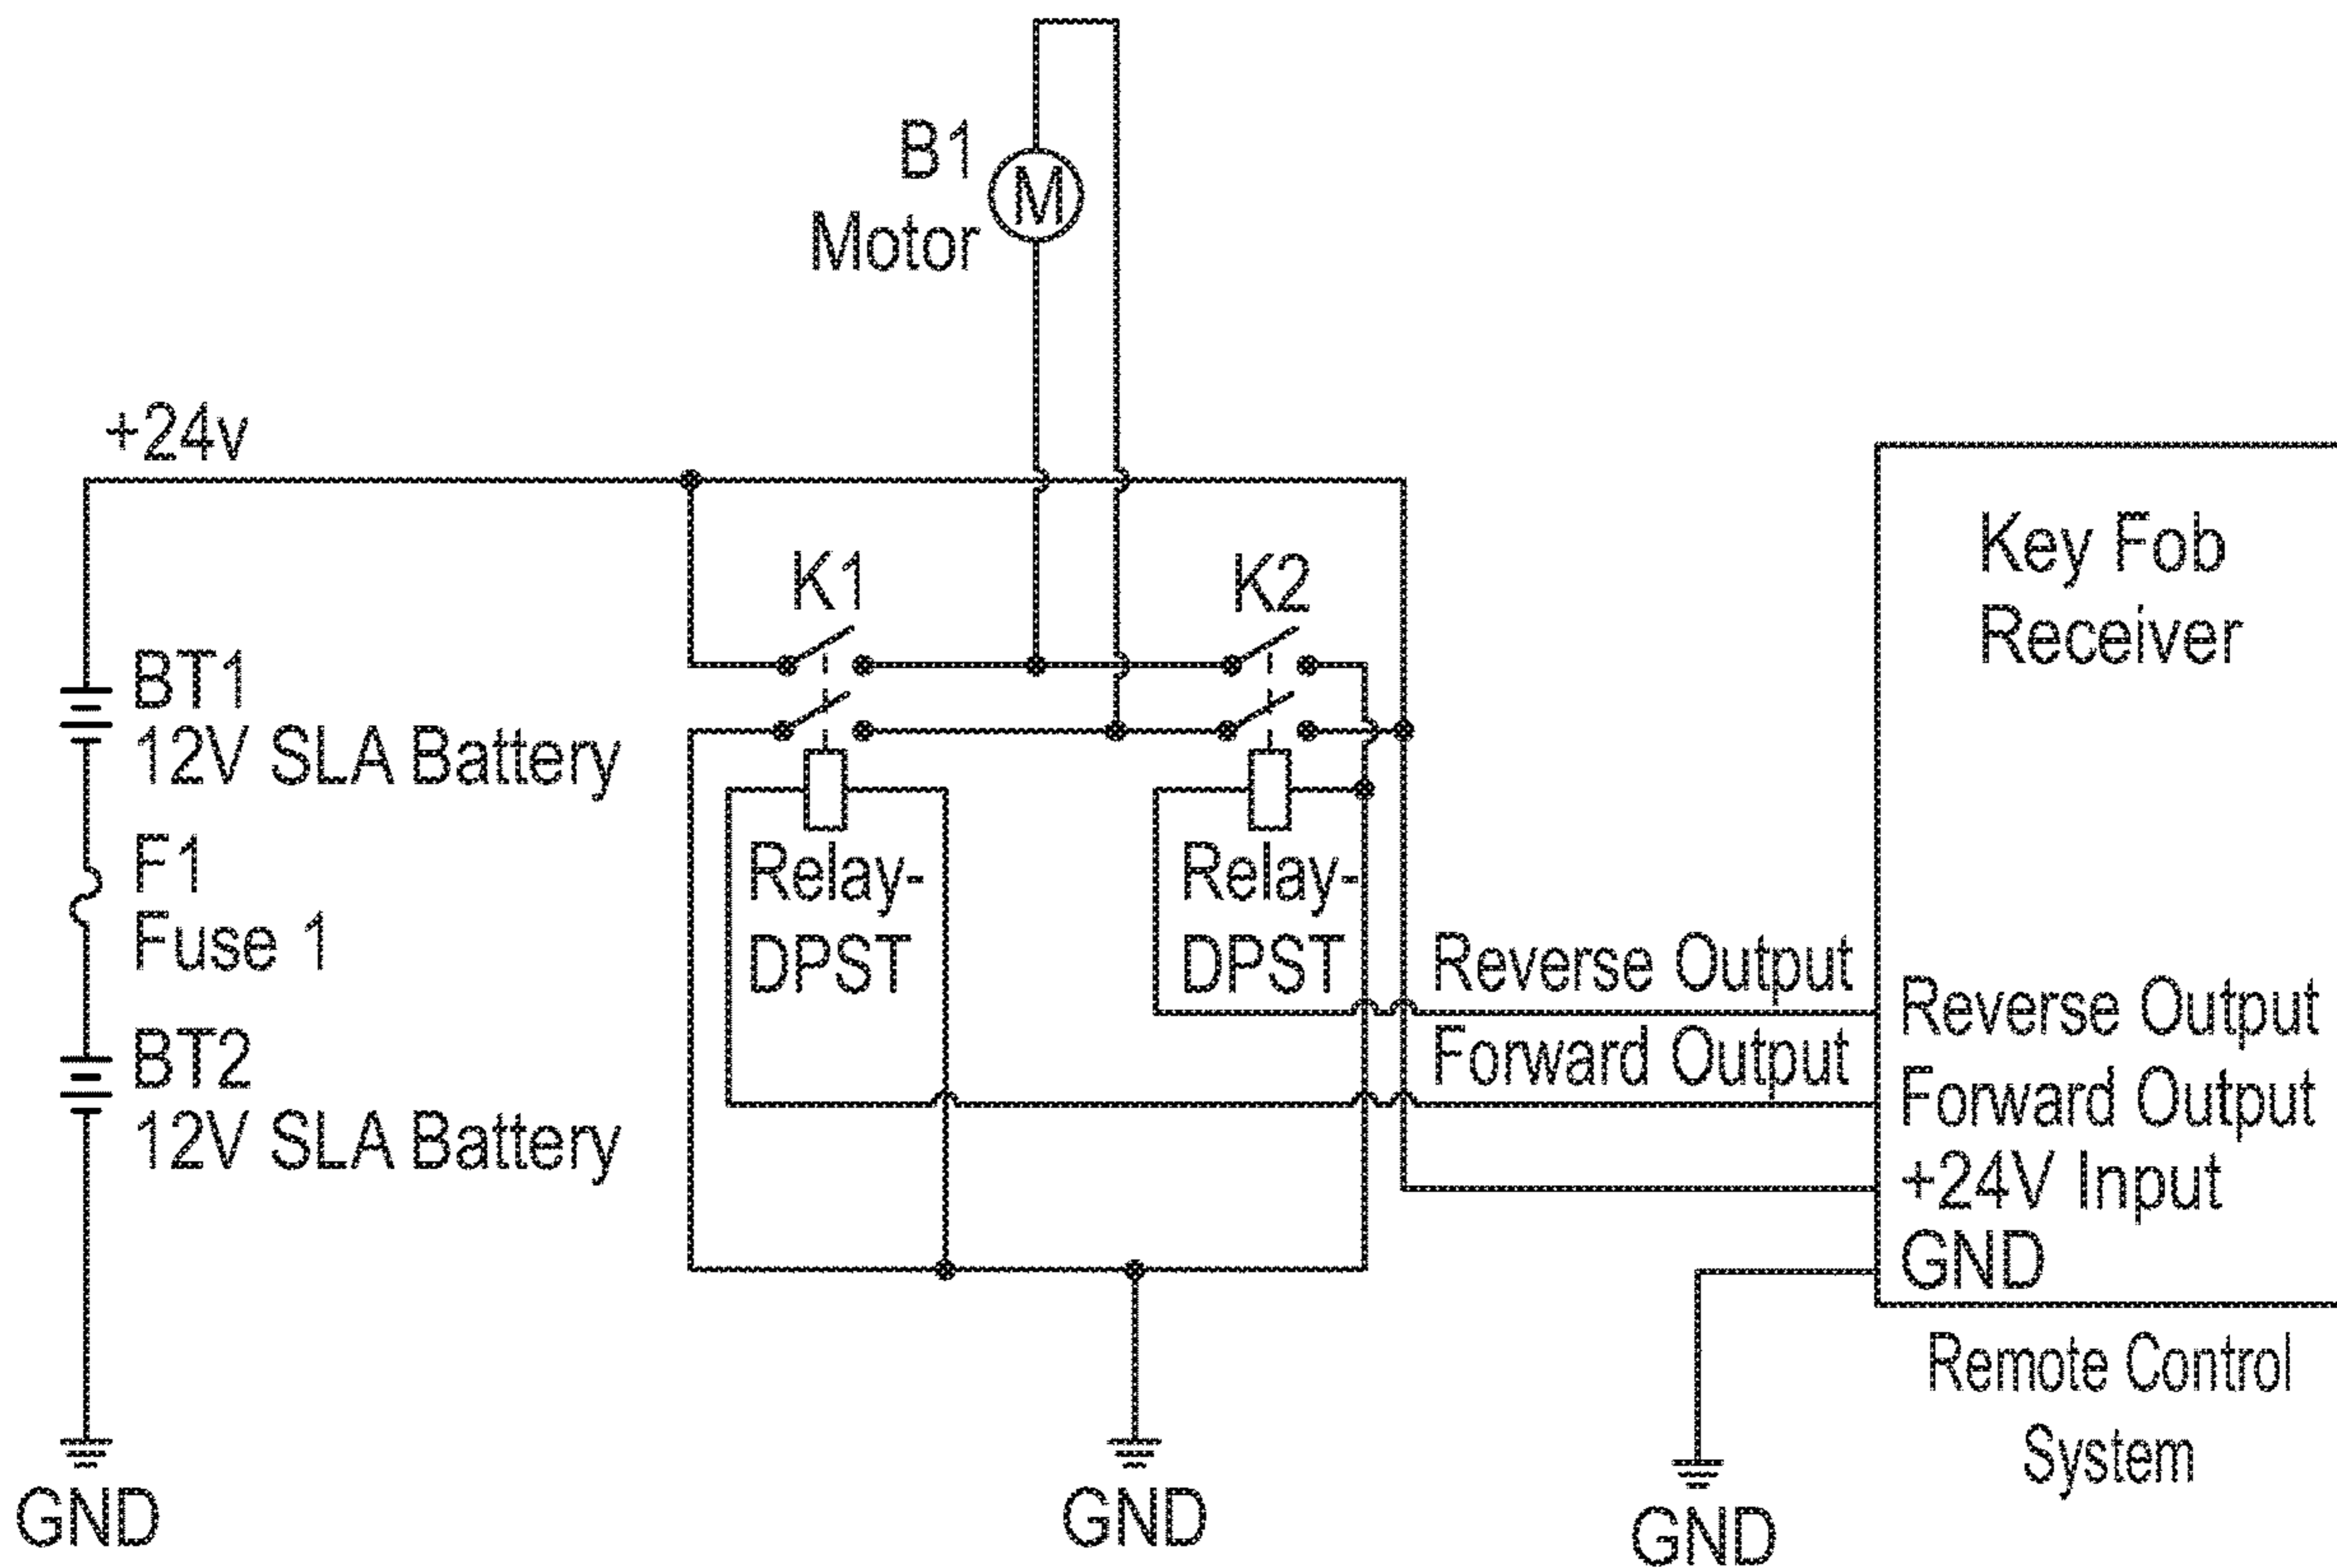 B1
Motor
M
+24v
K1
K2
Key Fob
Receiver
BT1
12V SLA Battery
F1
Fuse 1
BT2
12V SLA Battery
Relay-
DPST
Relay-
DPST
Reverse Output
Forward Output
Reverse Output
Forward Output
+24V Input
GND
Remote Control
System
GND
GND
GND